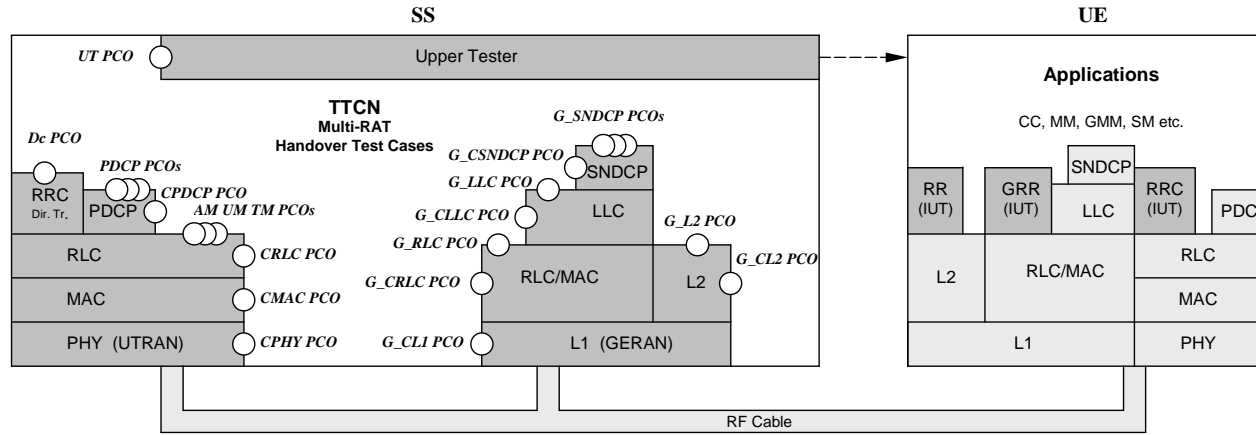 SS
UE
UT PCO
Upper Tester
TTCN
Multi-RAT
Handover Test Cases
Dc PCO
PDCP PCOs
CPDCP PCO
AM UM TM PCOs
RRC
Dir. Tr.
PDCP
RLC
CRLC PCO
MAC
CMAC PCO
PHY (UTRAN)
CPHY PCO
G_SNDCP PCOs
G_CSNDCP PCO
SNDCP
G_LLC PCO
LLC
G_CLLC PCO
G_RLC PCO
G_L2 PCO
G_CL2 PCO
G_CRLC PCO
RLC/MAC
L2
G_CL1 PCO
L1 (GERAN)
Applications
CC, MM, GMM, SM etc.
SNDCP
RR
(IUT)
GRR
(IUT)
LLC
RRC
(IUT)
PDC
L2
RLC/MAC
RLC
MAC
L1
PHY
RF Cable